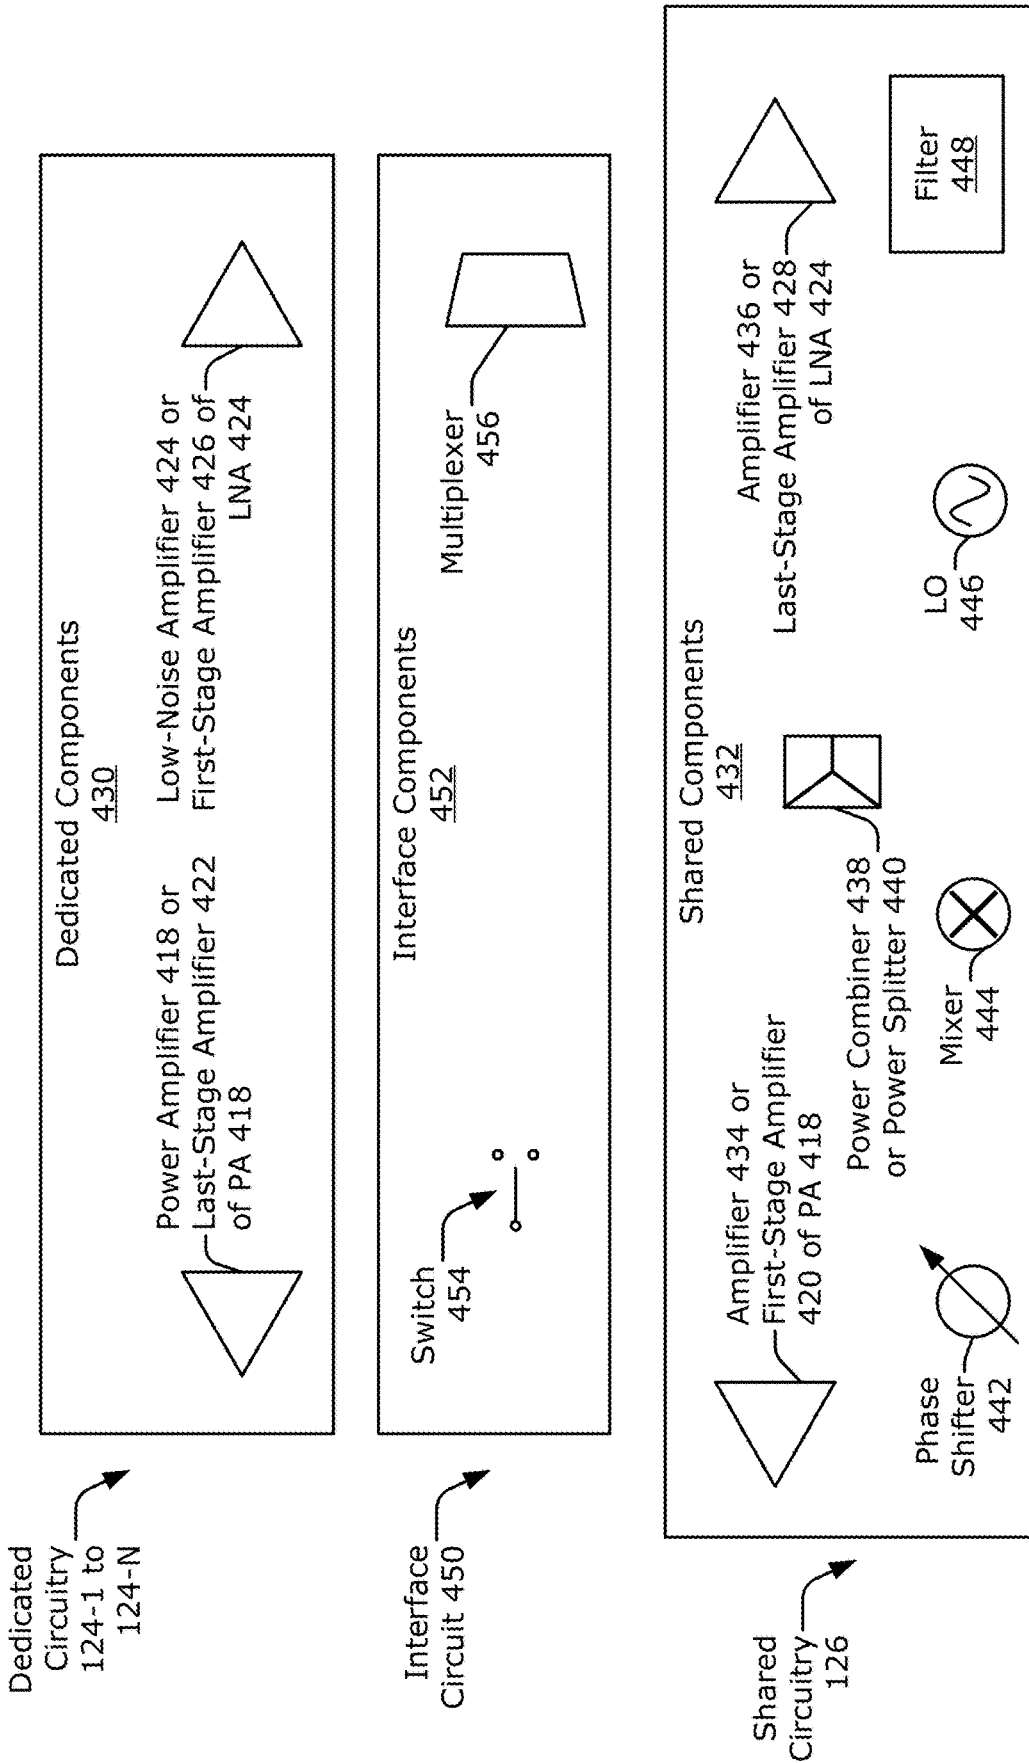 Dedicated
Circuitry
124-1 to
124-N
Dedicated Components
430
Power Amplifier 418 or
Last-Stage Amplifier 422
of PA 418
Low-Noise Amplifier 424 or
First-Stage Amplifier 426 of
LNA 424
Interface
Circuit 450
Interface Components
452
Switch
454
Multiplexer
456
Shared
Circuitry
126
Shared Components
432
Amplifier 434 or
First-Stage Amplifier
420 of PA 418
Power Combiner 438
or Power Splitter 440
Amplifier 436 or
Last-Stage Amplifier 428
of LNA 424
Phase
Shifter
442
Mixer
444
LO
446
Filter
448